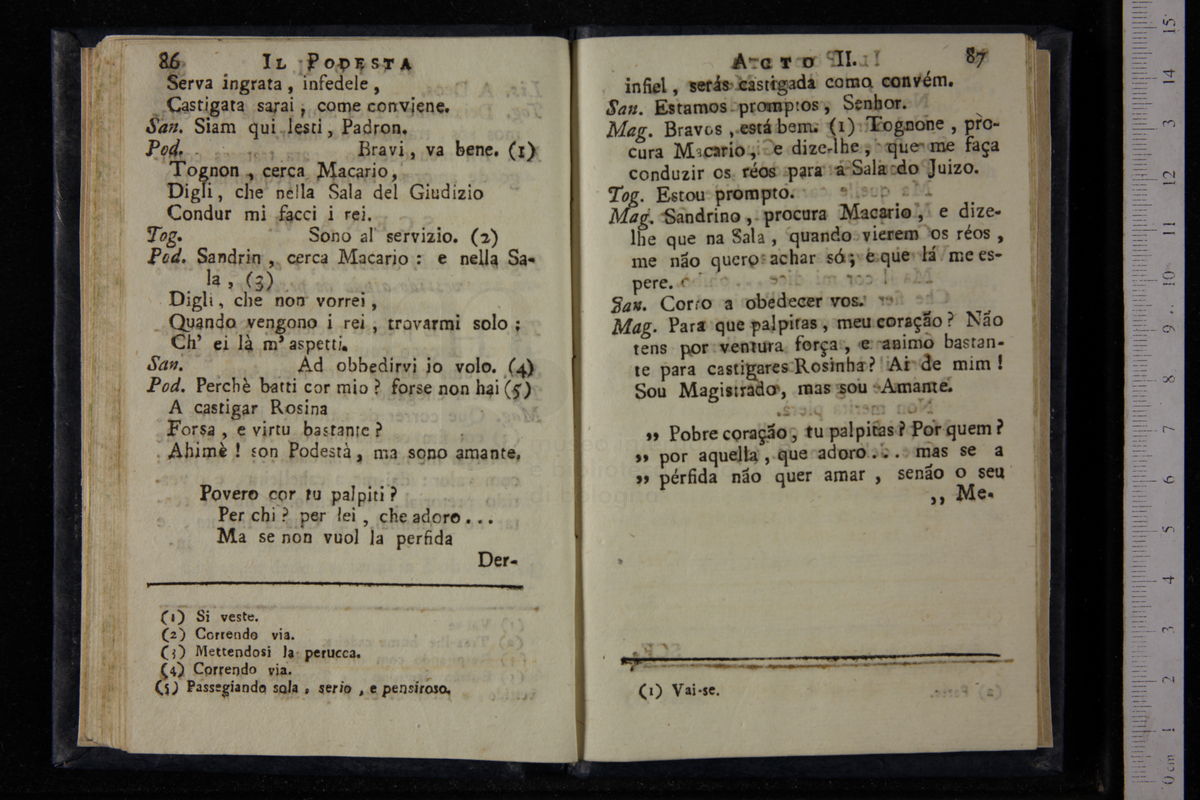 86 IL PODESTA
Serva ingrata, infedele,
Castigata sarai, come conviene.
San. Siam qui lesti, Padron.
Pod. Bravi, va bene. (1)
Tognon, cerca Macario,
Digli, che nella Sala del Giudizio
Condur mi facci i rei.
Tog. Sono al servizio. (2)
Pod. Sandrin, cerca Macario: e nella Sa-
la, (3)
Digli, che non vorrei,
Quando vengono i rei, trovarmi solo;
Ch' ei là m' aspetti.
San. Ad obbedirvi io volo. (4)
Pod. Perchè batti cor mio? forse non hai (5)
A castigar Rosina
Forsa, e virtu bastante?
Ahimè! son Podestà, ma sono amante.
Povero cor tu palpiti?
Per chi? per lei, che adoro...
Ma se non vuol la perfida
Der-
(1) Si veste.
(2) Correndo via.
(3) Mettendosi la perucca.
(4) Correndo via.
(5) Passegiando sola, serio, e pensiroso.
ACTO II. 87
infiel, serás castigada como convém.
San. Estamos promptos, Senhor.
Mag. Bravos, está bem. (1) Tognone, pro-
cura Macario, e dize-lhe, que me faça
conduzir os réos para a Sala do Juizo.
Tog. Estou prompto.
Mag. Sandrino, procura Macario, e dize-
lhe que na Sala, quando vierem os réos,
me não quero achar só; e que lá me es-
pere.
San. Corro a obedecer vos.
Mag. Para que palpitas, meu coração? Não
tens por ventura força, e animo bastan-
te para castigares Rosinha? Ai de mim!
Sou Magistrado, mas sou Amante.
,, Pobre coração, tu palpitas? Por quem?
,, por aquella, que adoro... mas se a
,, pérfida não quer amar, senão o seu
,, Me-
(1) Vai-se.